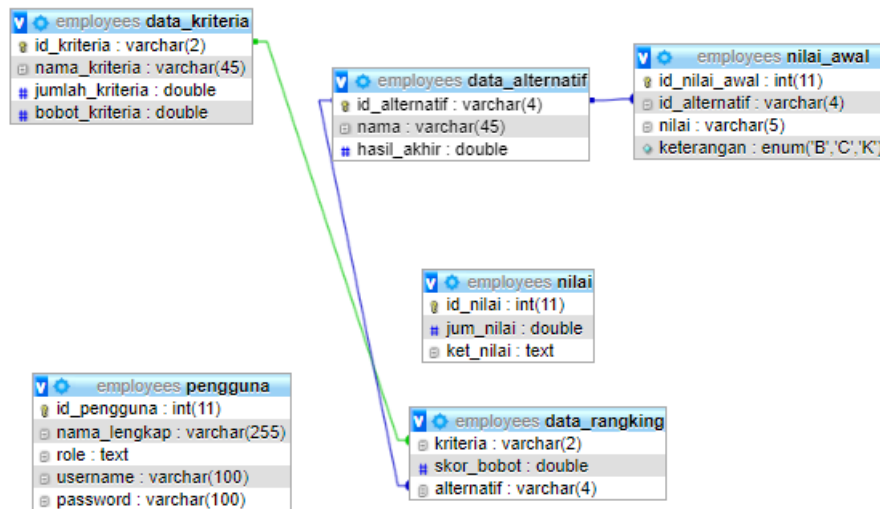 employees data_kriteria
id_kriteria : varchar(2)
nama_kriteria : varchar(45)
jumlah_kriteria : double
bobot_kriteria : double
employees data_alternatif
id_alternatif : varchar(4)
nama : varchar(45)
hasil_akhir : double
employees nilai_awal
id_nilai_awal : int(11)
id_alternatif : varchar(4)
nilai : varchar(5)
keterangan : enum('B','C','K')
employees nilai
id_nilai : int(11)
jum_nilai : double
ket_nilai : text
employees pengguna
id_pengguna : int(11)
nama_lengkap : varchar(255)
role : text
username : varchar(100)
password : varchar(100)
employees data_rangking
kriteria : varchar(2)
skor_bobot : double
alternatif : varchar(4)